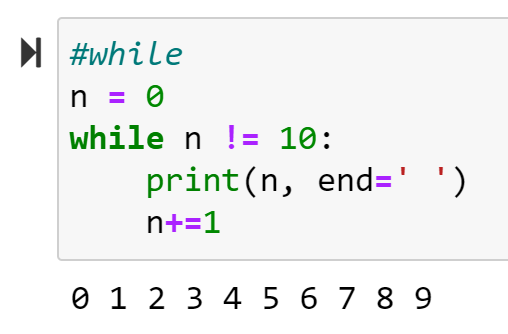 #while
n = 0
while n != 10:
    print(n, end=' ')
    n+=1
0 1 2 3 4 5 6 7 8 9